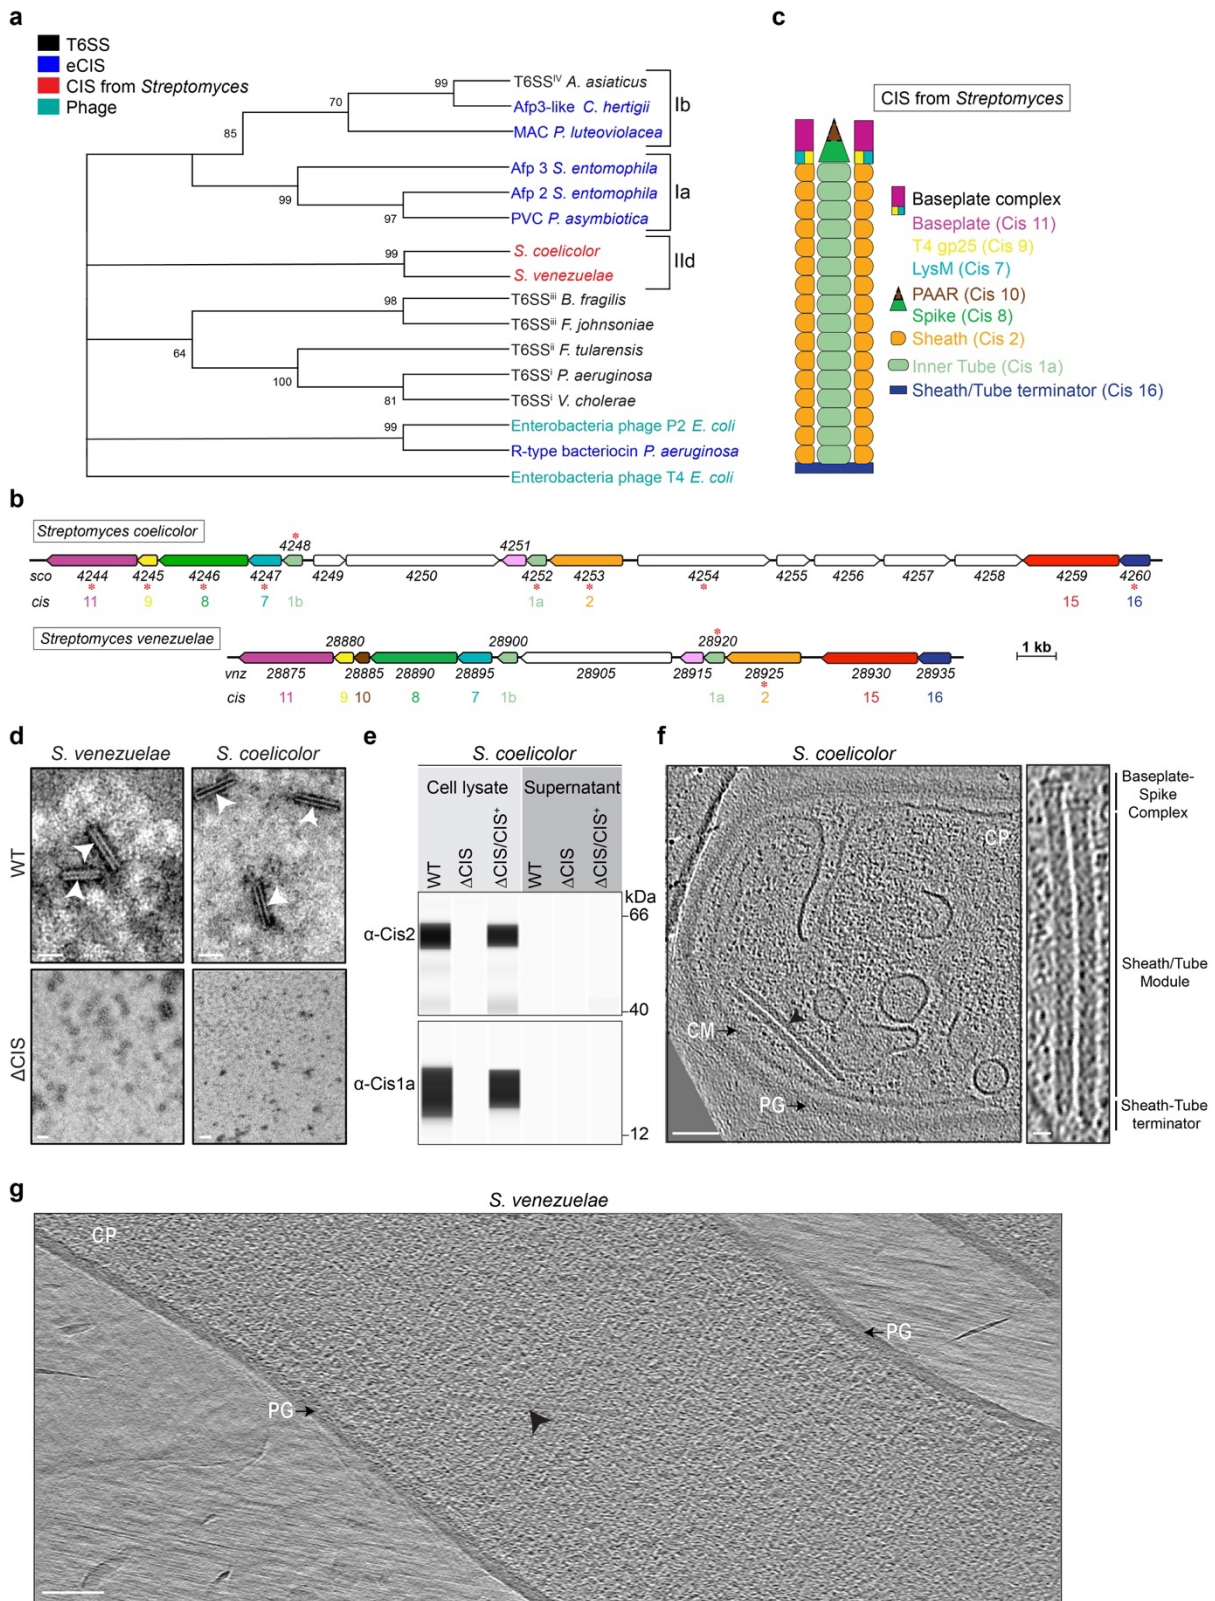 a
T6SS
eCIS
CIS from Streptomyces
Phage
99
70
85
99
97
99
98
64
100
81
99
T6SSIV A. asiaticus
Afp3-like C. hertigii
MAC P. luteoviolacea
Afp 3 S. entomophila
Afp 2 S. entomophila
PVC P. asymbiotica
S. coelicolor
S. venezuelae
T6SSiii B. fragilis
T6SSiii F. johnsoniae
T6SSii F. tularensis
T6SSi P. aeruginosa
T6SSi V. cholerae
Enterobacteria phage P2 E. coli
R-type bacteriocin P. aeruginosa
Enterobacteria phage T4 E. coli
Ib
Ia
IId
c
CIS from Streptomyces
Baseplate complex
Baseplate (Cis 11)
T4 gp25 (Cis 9)
LysM (Cis 7)
PAAR (Cis 10)
Spike (Cis 8)
Sheath (Cis 2)
Inner Tube (Cis 1a)
Sheath/Tube terminator (Cis 16)
b
Streptomyces coelicolor
* 
4248 4251
sco 4244 4245 4246 4247 4249 4250 4252 4253 4254 4255 4256 4257 4258 4259 4260
* * * * * * * *
cis 11 9 8 7 1b 1a 2 15 16
Streptomyces venezuelae
*
28880 28900 28920
vnz 28875 28885 28890 28895 28905 28915 28925 28930 28935
*
cis 11 9 10 8 7 1b 1a 2 15 16
1 kb
d
S. venezuelae S. coelicolor
WT
ΔCIS
e
S. coelicolor
Cell lysate Supernatant
WT ΔCIS ΔCIS/CIS+ WT ΔCIS ΔCIS/CIS+
kDa
66
α-Cis2
40
α-Cis1a
12
f
S. coelicolor
CP
CM
PG
Baseplate-
Spike
Complex
Sheath/Tube
Module
Sheath-Tube
terminator
g
S. venezuelae
CP
PG
PG